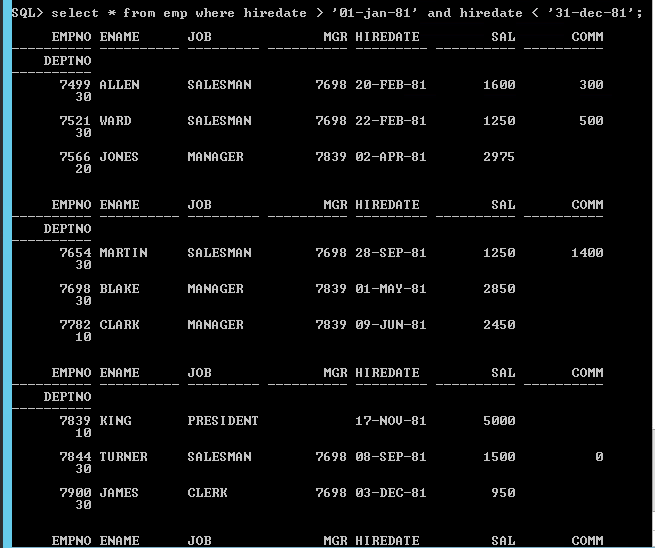 SQL> select * from emp where hiredate > '01-jan-81' and hiredate < '31-dec-81';
EMPNO ENAME JOB MGR HIREDATE SAL COMM
---------- ---------- --------- ---------- --------- ---------- ----------
DEPTNO
----------
7499 ALLEN SALESMAN 7698 20-FEB-81 1600 300
30
7521 WARD SALESMAN 7698 22-FEB-81 1250 500
30
7566 JONES MANAGER 7839 02-APR-81 2975
20
EMPNO ENAME JOB MGR HIREDATE SAL COMM
---------- ---------- --------- ---------- --------- ---------- ----------
DEPTNO
----------
7654 MARTIN SALESMAN 7698 28-SEP-81 1250 1400
30
7698 BLAKE MANAGER 7839 01-MAY-81 2850
30
7782 CLARK MANAGER 7839 09-JUN-81 2450
10
EMPNO ENAME JOB MGR HIREDATE SAL COMM
---------- ---------- --------- ---------- --------- ---------- ----------
DEPTNO
----------
7839 KING PRESIDENT 17-NOV-81 5000
10
7844 TURNER SALESMAN 7698 08-SEP-81 1500 0
30
7900 JAMES CLERK 7698 03-DEC-81 950
30
EMPNO ENAME JOB MGR HIREDATE SAL COMM